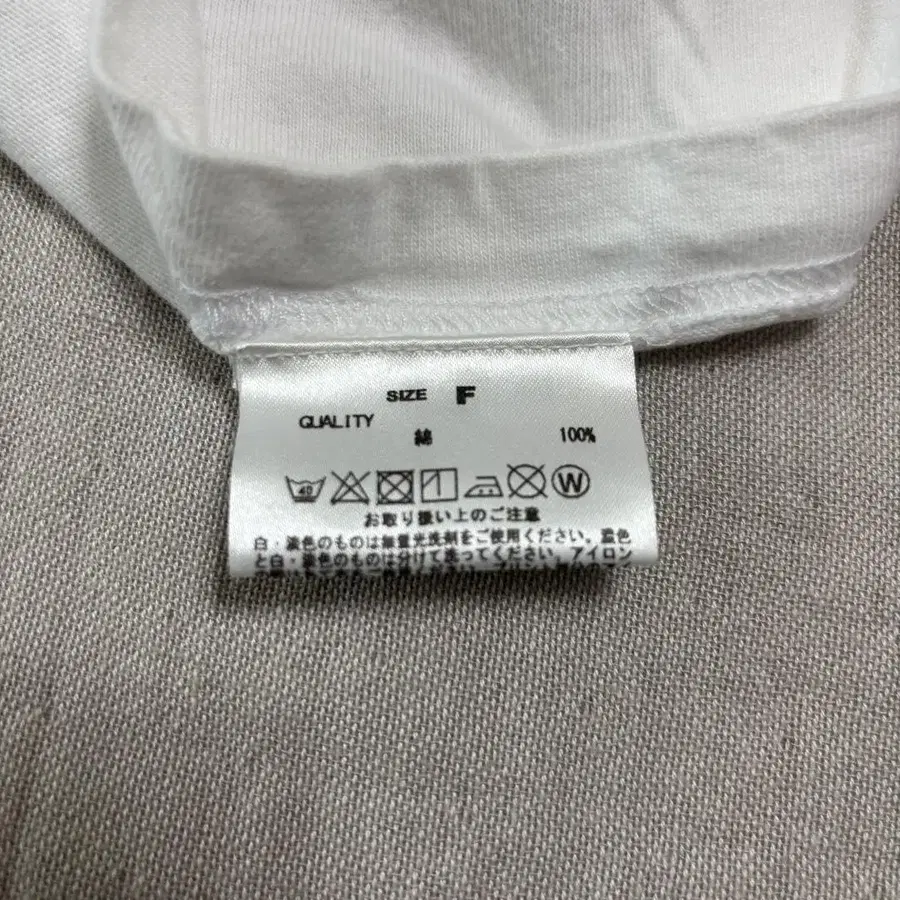 SIZE F
QUALITY
綿 100%
40 W
お取り扱い上のご注意
白・淡色のものは無蛍光洗剤をご使用ください。濃色
と白・淡色のものは分けて洗ってください。アイロン